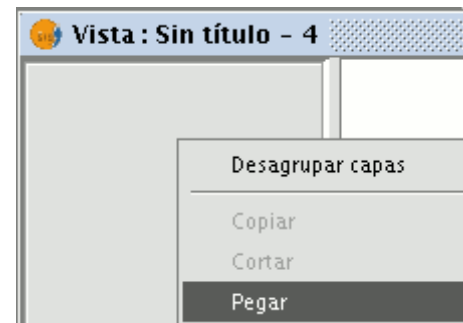 Vista : Sin título - 4
Desagrupar capas
Copiar
Cortar
Pegar